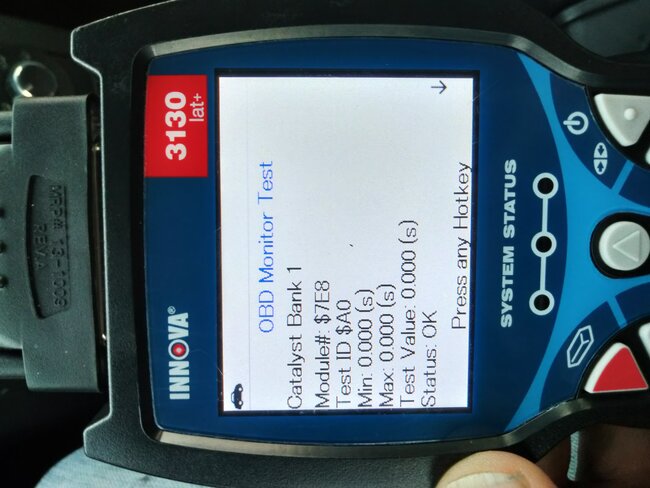 INNOVA®
3130
lat+
OBD Monitor Test
Catalyst Bank 1
Module#: $7E8
Test ID $A0
Min: 0.000 (s)
Max: 0.000 (s)
Test Value: 0.000 (s)
Status: OK
Press any Hotkey
SYSTEM STATUS
REV.A